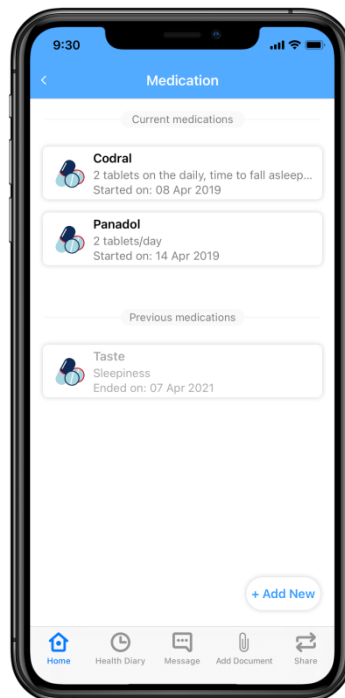 9:30
Medication
Current medications
Codral
2 tablets on the daily, time to fall asleep...
Started on: 08 Apr 2019
Panadol
2 tablets/day
Started on: 14 Apr 2019
Previous medications
Taste
Sleepiness
Ended on: 07 Apr 2021
+ Add New
Home Health Diary Message Add Document Share